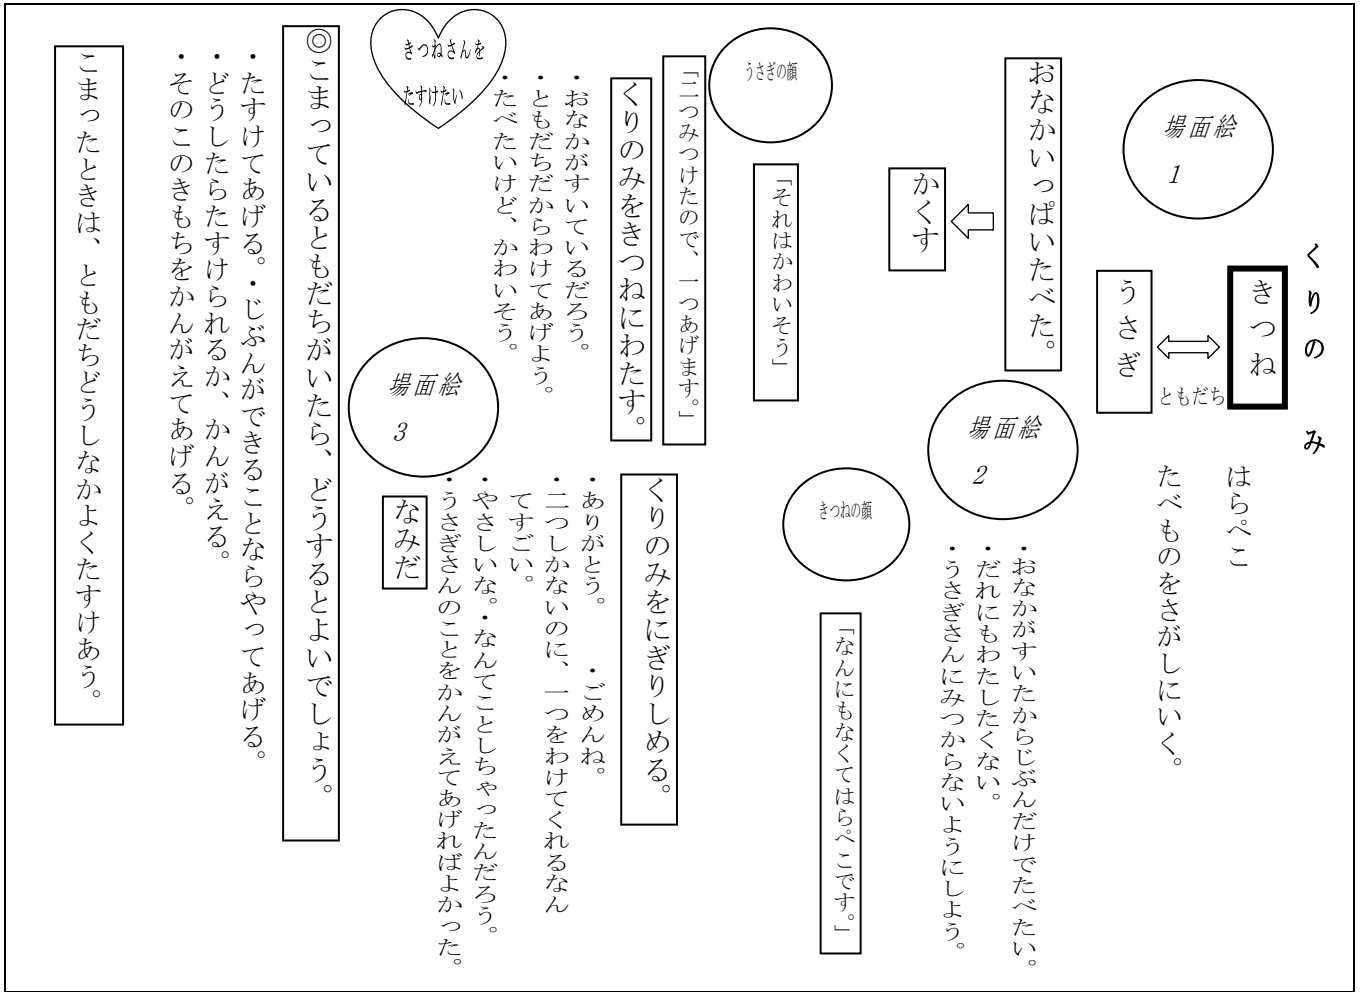 くりの　み
きつね
はらぺこ
ともだち
たべものをさがしにいく。
うさぎ
場面絵
1
おなかいっぱいたべた。
かくす
場面絵
2
・おなかがすいたからじぶんだけでたべたい。
・だれにもわたしたくない。
・うさぎさんにみつからないようにしよう。
きつねの顔
「なんにもなくてはらぺこです。」
うさぎの顔
「それはかわいそう」
「二つみつけたので、一つあげます。」
くりのみをきつねにわたす。
・おなかがすいているだろう。
・ともだちだからわけてあげよう。
・たべたいけど、かわいそう。
きつねさんを
たすけたい
くりのみをにぎりしめる。
・ありがとう。　・ごめんね。
・二つしかないのに、一つをわけてくれるなん
てすごい。
・やさしいな。・なんてことしちゃったんだろう。
・うさぎさんのことをかんがえてあげればよかった。
なみだ
場面絵
3
◎こまっているともだちがいたら、どうするとよいでしょう。
・たすけてあげる。・じぶんができることならやってあげる。
・どうしたらたすけられるか、かんがえる。
・そのこのきもちをかんがえてあげる。
こまったときは、ともだちどうしなかよくたすけあう。